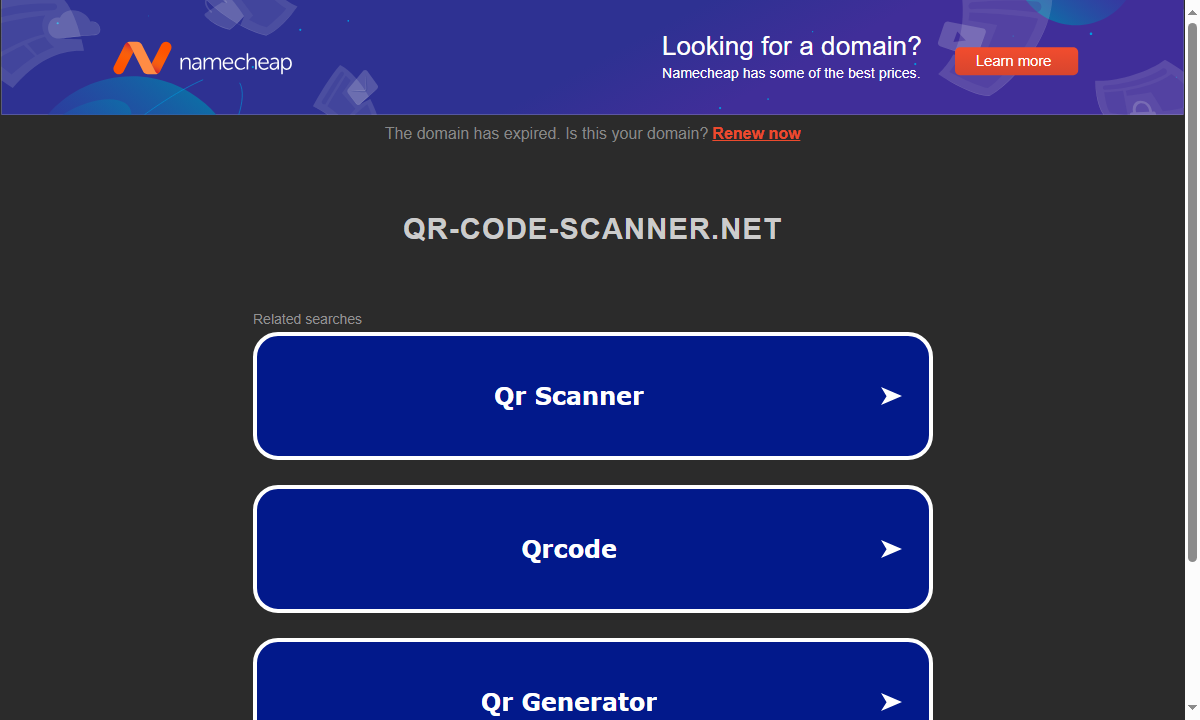 namecheap
Looking for a domain?
Namecheap has some of the best prices.
Learn more
The domain has expired. Is this your domain? Renew now
QR-CODE-SCANNER.NET
Related searches
Qr Scanner
Qrcode
Qr Generator